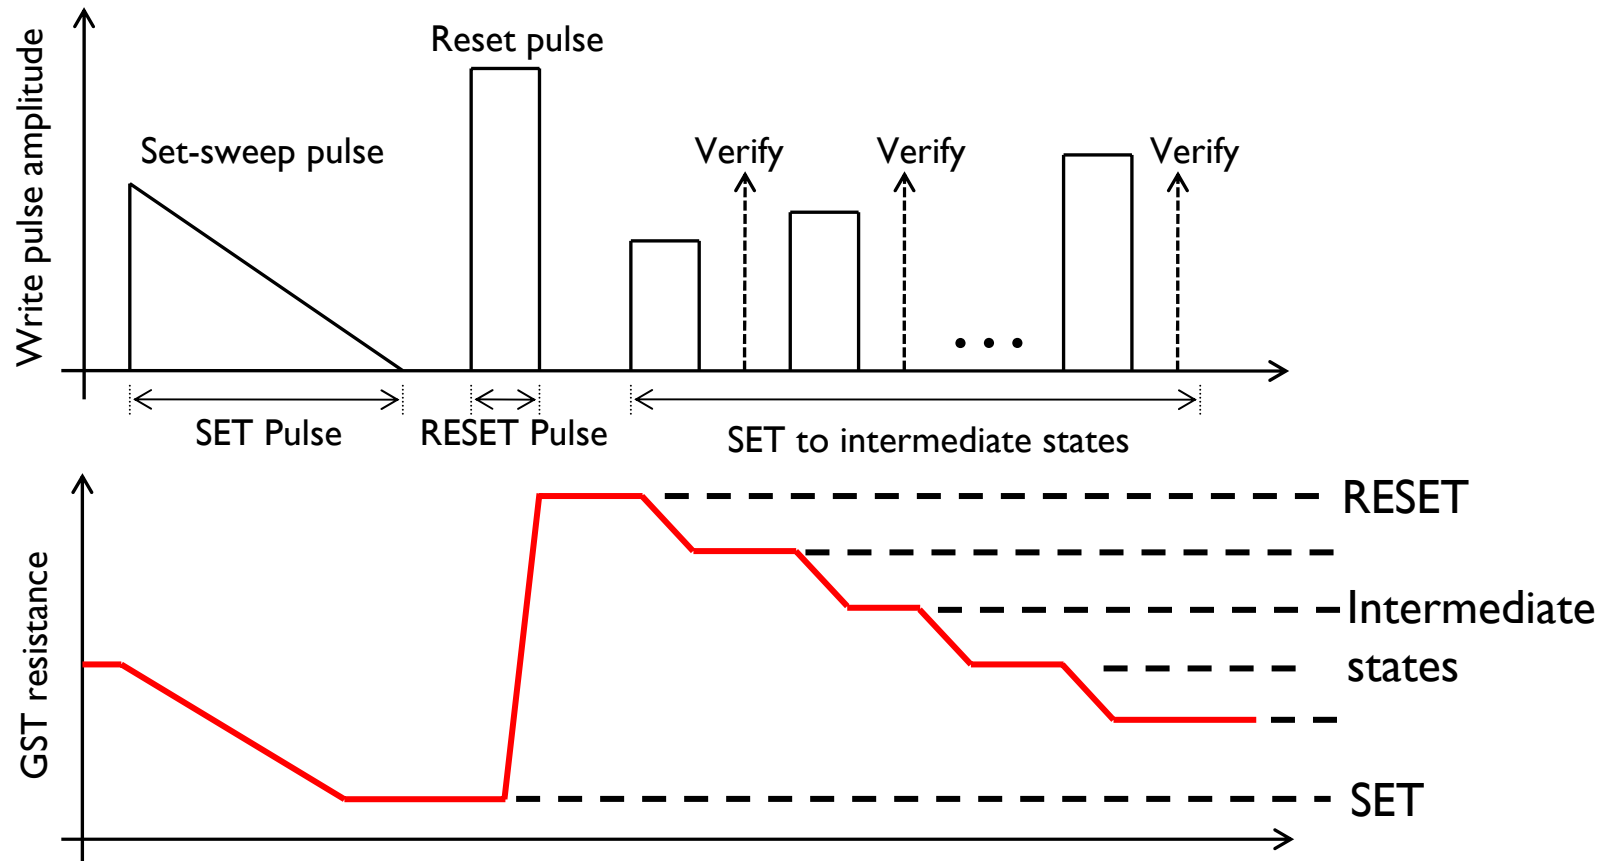 Write pulse amplitude
Reset pulse
Set-sweep pulse
Verify
Verify
Verify
SET Pulse
RESET Pulse
SET to intermediate states
GST resistance
RESET
Intermediate
states
SET